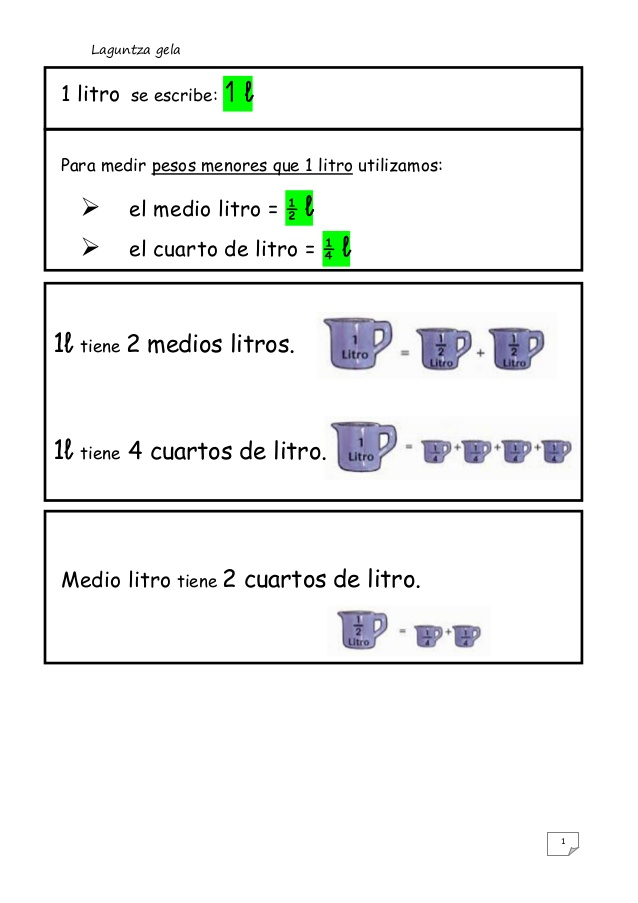 Laguntza gela
1 litro se escribe: 1 ℓ
Para medir pesos menores que 1 litro utilizamos:
➢ el medio litro = 1/2 ℓ
➢ el cuarto de litro = 1/4 ℓ
1ℓ tiene 2 medios litros.
1 Litro = 1/2 Litro + 1/2 Litro
1ℓ tiene 4 cuartos de litro.
1 Litro = 1/4 + 1/4 + 1/4 + 1/4
Medio litro tiene 2 cuartos de litro.
1/2 Litro = 1/4 + 1/4
1